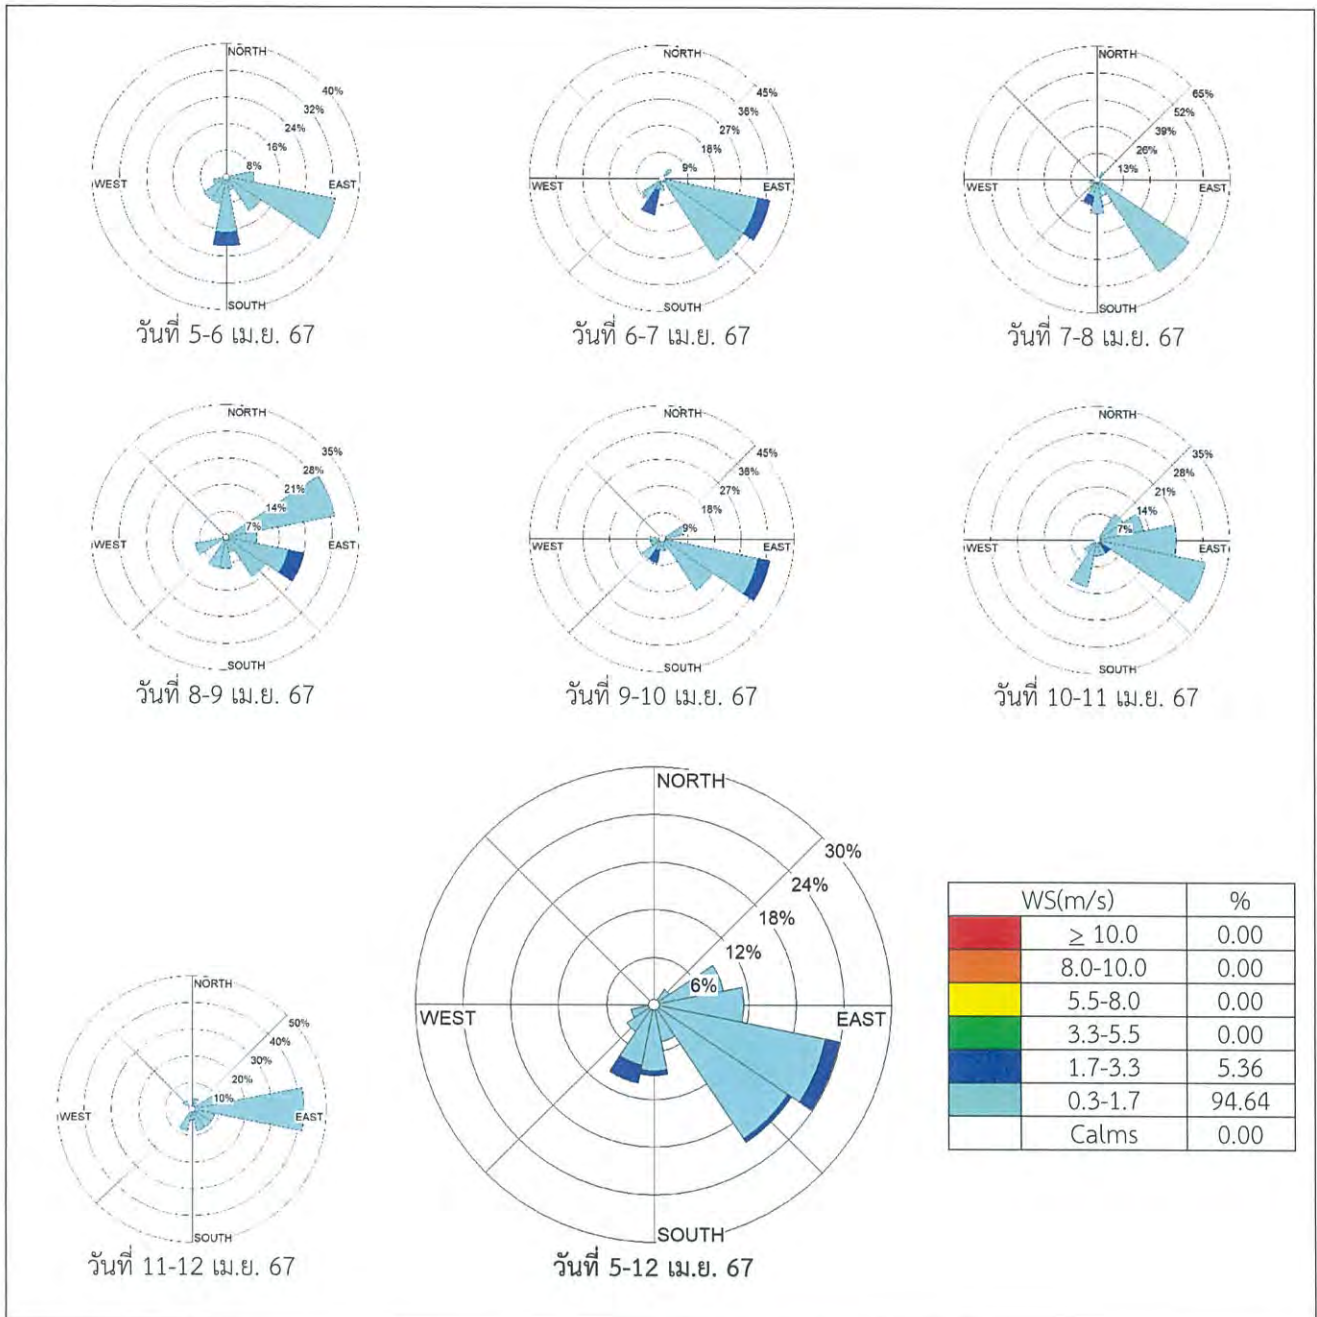 NORTH
40%
32%
24%
16%
8%
WEST
EAST
SOUTH
วันที่ 5-6 เม.ย. 67
NORTH
45%
36%
27%
18%
9%
WEST
EAST
SOUTH
วันที่ 6-7 เม.ย. 67
NORTH
65%
52%
39%
26%
13%
WEST
EAST
SOUTH
วันที่ 7-8 เม.ย. 67
NORTH
35%
28%
21%
14%
7%
WEST
EAST
SOUTH
วันที่ 8-9 เม.ย. 67
NORTH
45%
36%
27%
18%
9%
WEST
EAST
SOUTH
วันที่ 9-10 เม.ย. 67
NORTH
35%
28%
21%
14%
7%
WEST
EAST
SOUTH
วันที่ 10-11 เม.ย. 67
NORTH
50%
40%
30%
20%
10%
WEST
EAST
SOUTH
วันที่ 11-12 เม.ย. 67
NORTH
30%
24%
18%
12%
6%
WEST
EAST
SOUTH
วันที่ 5-12 เม.ย. 67
WS(m/s) %
≥ 10.0 0.00
8.0-10.0 0.00
5.5-8.0 0.00
3.3-5.5 0.00
1.7-3.3 5.36
0.3-1.7 94.64
Calms 0.00